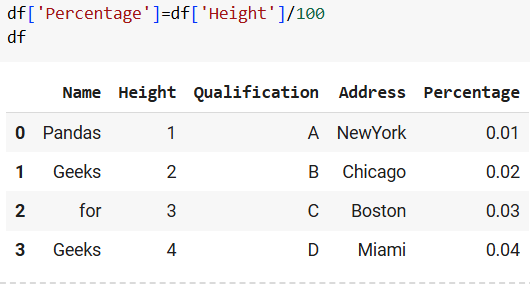 df['Percentage']=df['Height']/100
df
Name Height Qualification Address Percentage
0 Pandas 1 A NewYork 0.01
1 Geeks 2 B Chicago 0.02
2 for 3 C Boston 0.03
3 Geeks 4 D Miami 0.04